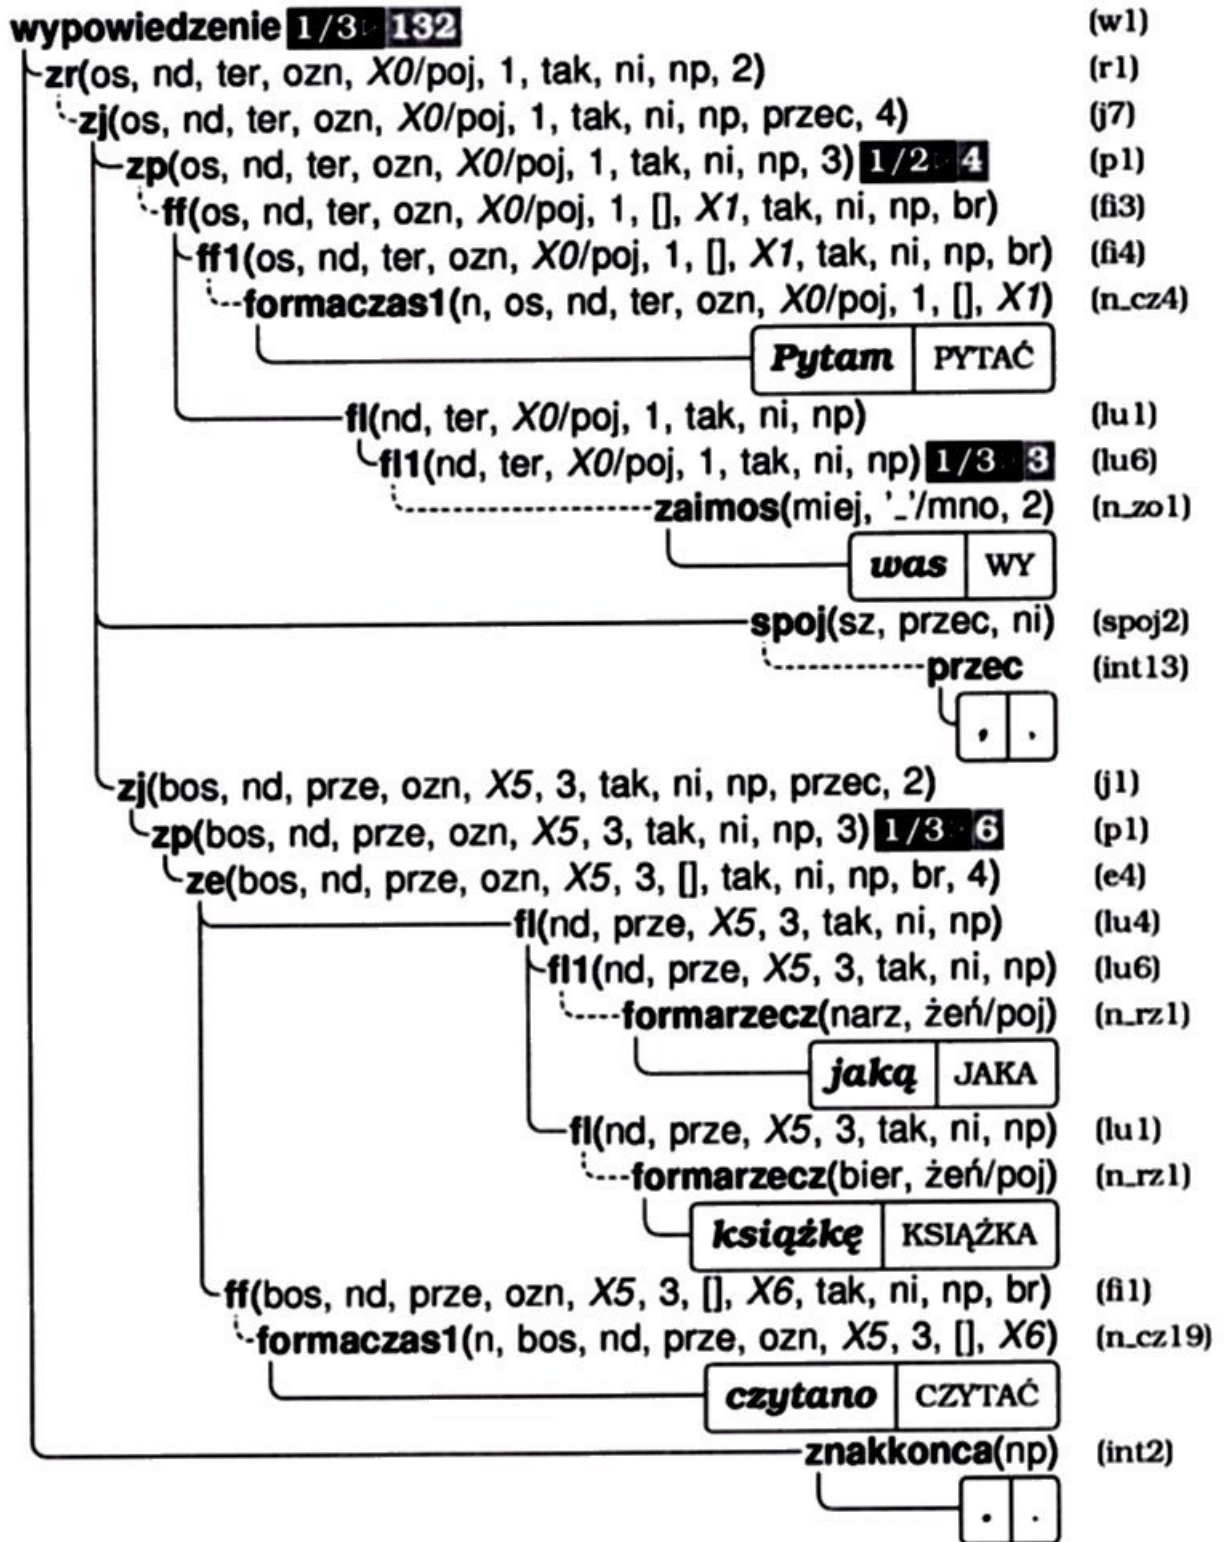 wypowiedzenie 1/3 132 (w1)
zr(os, nd, ter, ozn, X0/poj, 1, tak, ni, np, 2) (r1)
zj(os, nd, ter, ozn, X0/poj, 1, tak, ni, np, przec, 4) (j7)
zp(os, nd, ter, ozn, X0/poj, 1, tak, ni, np, 3) 1/2 4 (p1)
ff(os, nd, ter, ozn, X0/poj, 1, [], X1, tak, ni, np, br) (fi3)
ff1(os, nd, ter, ozn, X0/poj, 1, [], X1, tak, ni, np, br) (fi4)
formaczas1(n, os, nd, ter, ozn, X0/poj, 1, [], X1) (n_cz4)
Pytam PYTAĆ
fl(nd, ter, X0/poj, 1, tak, ni, np) (lu1)
fl1(nd, ter, X0/poj, 1, tak, ni, np) 1/3 3 (lu6)
zaimos(miej, '_'/mno, 2) (n_zo1)
was WY
spoj(sz, przec, ni) (spoj2)
przec (int13)
, ,
zj(bos, nd, prze, ozn, X5, 3, tak, ni, np, przec, 2) (j1)
zp(bos, nd, prze, ozn, X5, 3, tak, ni, np, 3) 1/3 6 (p1)
ze(bos, nd, prze, ozn, X5, 3, [], tak, ni, np, br, 4) (e4)
fl(nd, prze, X5, 3, tak, ni, np) (lu4)
fl1(nd, prze, X5, 3, tak, ni, np) (lu6)
formarzecz(narz, żeń/poj) (n_rz1)
jaką JAKA
fl(nd, prze, X5, 3, tak, ni, np) (lu1)
formarzecz(bier, żeń/poj) (n_rz1)
książkę KSIĄŻKA
ff(bos, nd, prze, ozn, X5, 3, [], X6, tak, ni, np, br) (fi1)
formaczas1(n, bos, nd, prze, ozn, X5, 3, [], X6) (n_cz19)
czytano CZYTAĆ
znakkonca(np) (int2)
. .